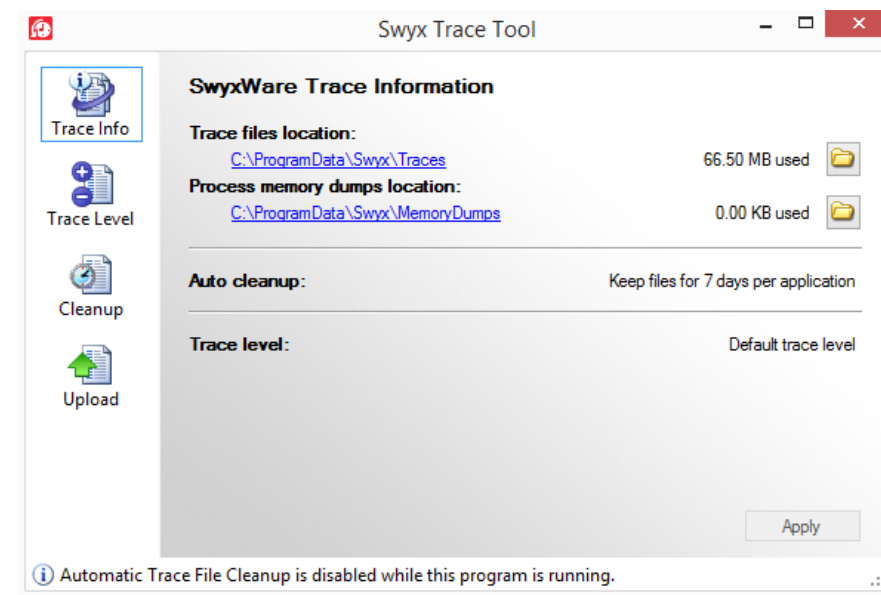 Swyx Trace Tool
Trace Info
Trace Level
Cleanup
Upload
SwyxWare Trace Information
Trace files location:
C:\ProgramData\Swyx\Traces 66.50 MB used
Process memory dumps location:
C:\ProgramData\Swyx\MemoryDumps 0.00 KB used
Auto cleanup: Keep files for 7 days per application
Trace level: Default trace level
Apply
Automatic Trace File Cleanup is disabled while this program is running.